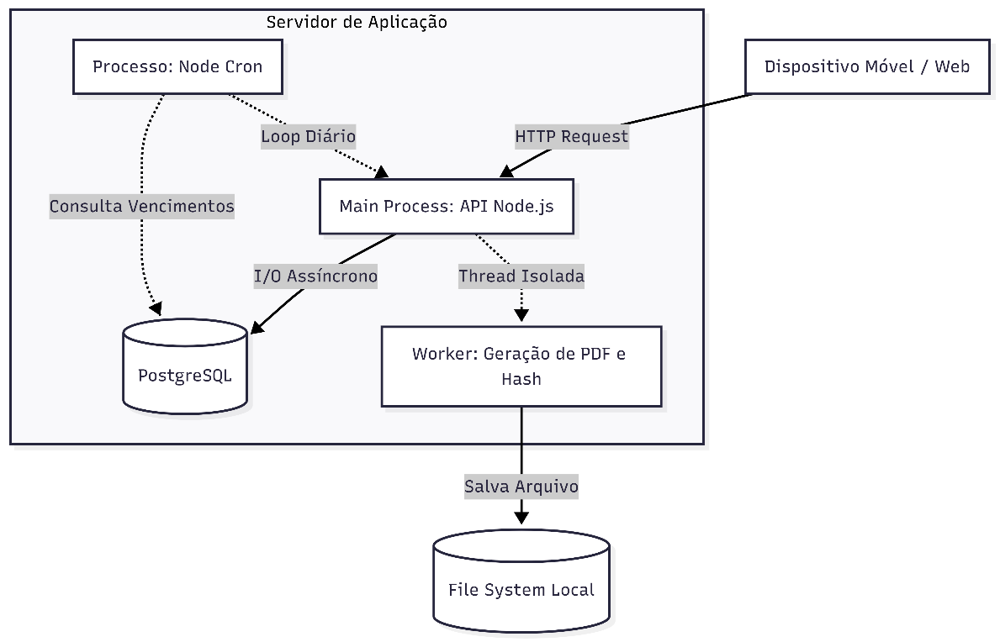 Servidor de Aplicação
Processo: Node Cron
Dispositivo Móvel / Web
Loop Diário
HTTP Request
Consulta Vencimentos
Main Process: API Node.js
I/O Assíncrono
Thread Isolada
PostgreSQL
Worker: Geração de PDF e
Hash
Salva Arquivo
File System Local